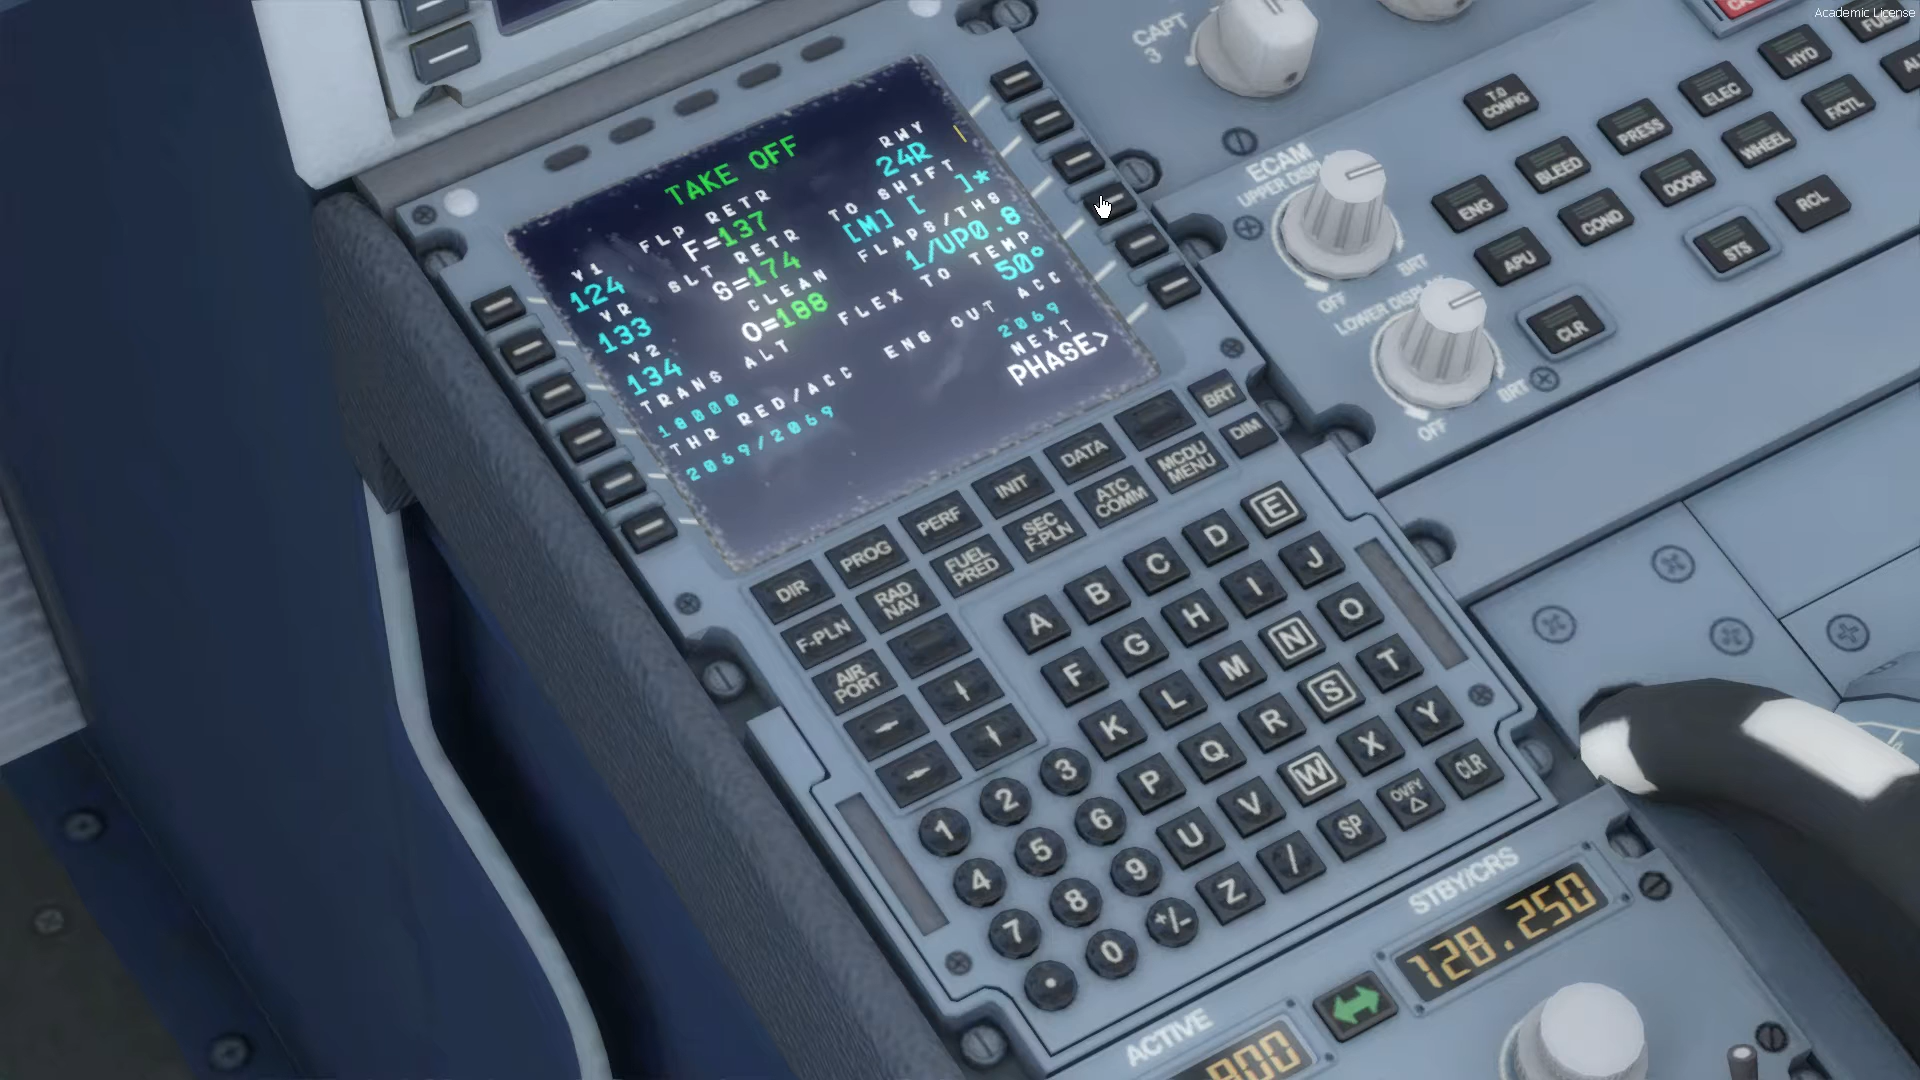 Academic License
CAPT
3
TAKE OFF
FLP RETR
RWY
V1
F=137
24R
124
SLT RETR
TO SHIFT
VR
S=174
[M] [ ]*
133
CLEAN
FLAPS/THS
V2
O=188
1/UP0.8
134
FLEX TO TEMP
50°
TRANS ALT
18000
THR RED/ACC
ENG OUT ACC
2069/2069
2069
NEXT
PHASE>
ECAM
UPPER DISPL
OFF
BRT
LOWER DISPLAY
OFF
BRT
T.O CONFIG
ENG
BLEED
PRESS
ELEC
HYD
APU
COND
DOOR
WHEEL
F/CTL
CLR
STS
RCL
DIR
PROG
PERF
INIT
DATA
BRT
F-PLN
RAD NAV
FUEL PRED
SEC F-PLN
ATC COMM
MCDU MENU
DIM
AIR PORT
A
B
C
D
E
F
G
H
I
J
K
L
M
N
O
P
Q
R
S
T
U
V
W
X
Y
Z
/
SP
OVFY Δ
CLR
1
2
3
4
5
6
7
8
9
.
0
+/-
STBY/CRS
128.250
ACTIVE